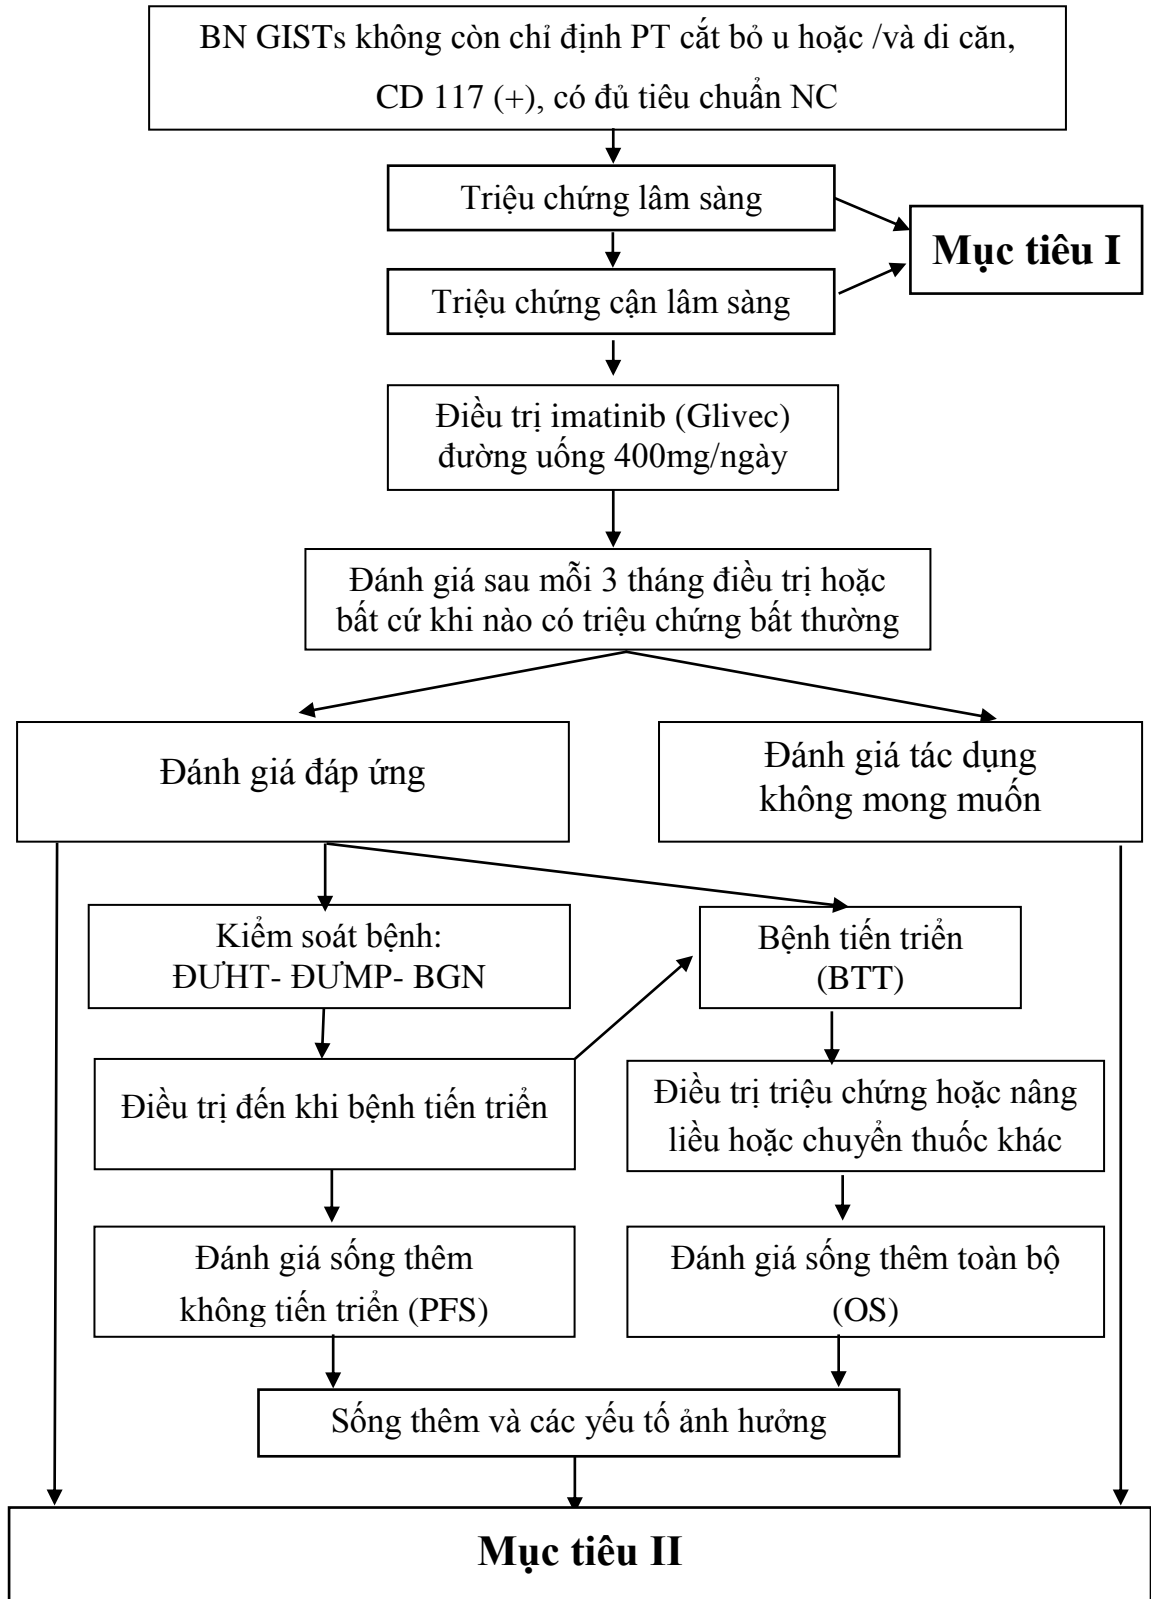 BN GISTs không còn chỉ định PT cắt bỏ u hoặc /và di căn,
CD 117 (+), có đủ tiêu chuẩn NC
Triệu chứng lâm sàng
Mục tiêu I
Triệu chứng cận lâm sàng
Điều trị imatinib (Glivec)
đường uống 400mg/ngày
Đánh giá sau mỗi 3 tháng điều trị hoặc
bất cứ khi nào có triệu chứng bất thường
Đánh giá đáp ứng
Đánh giá tác dụng
không mong muốn
Kiểm soát bệnh:
ĐƯHT- ĐƯMP- BGN
Bệnh tiến triển
(BTT)
Điều trị đến khi bệnh tiến triển
Điều trị triệu chứng hoặc nâng
liều hoặc chuyển thuốc khác
Đánh giá sống thêm
không tiến triển (PFS)
Đánh giá sống thêm toàn bộ
(OS)
Sống thêm và các yếu tố ảnh hưởng
Mục tiêu II